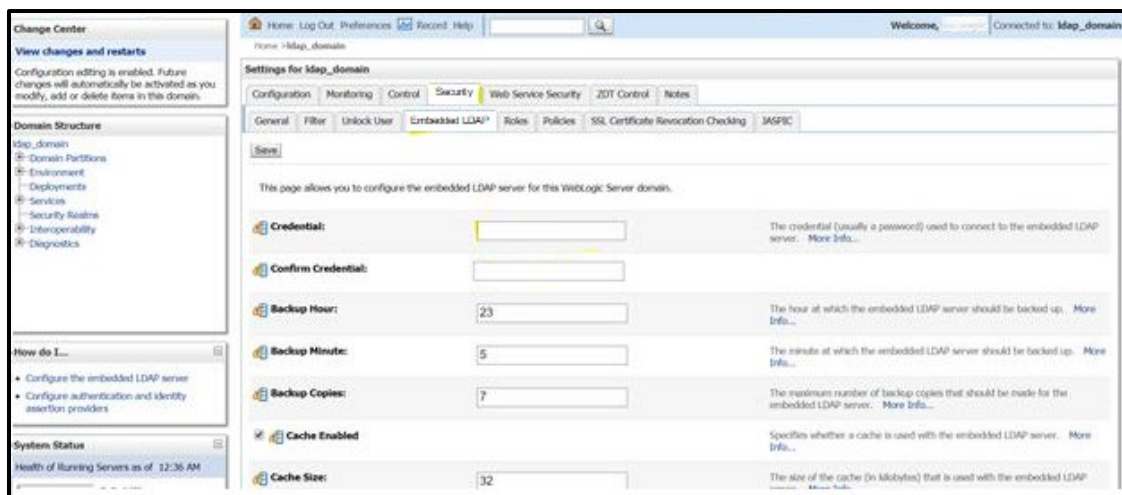 Change Center
View changes and restarts
Configuration editing is enabled. Future
changes will automatically be activated as you
modify, add or delete items in this domain.
Domain Structure
ldap_domain
Domain Partitions
Environment
Deployments
Services
Security Realms
Interoperability
Diagnostics
How do I...
Configure the embedded LDAP server
Configure authentication and identity
assertion providers
System Status
Health of Running Servers as of 12:36 AM
Home Log Out Preferences Record Help
Welcome,
Connected to: ldap_domain
Home >ldap_domain
Settings for ldap_domain
Configuration Monitoring Control Security Web Service Security ZDT Control Notes
General Filter Unlock User Embedded LDAP Roles Policies SSL Certificate Revocation Checking JASPIC
Save
This page allows you to configure the embedded LDAP server for this WebLogic Server domain.
Credential:
The credential (usually a password) used to connect to the embedded LDAP
server. More Info...
Confirm Credential:
Backup Hour: 23
The hour at which the embedded LDAP server should be backed up. More
Info...
Backup Minute: 5
The minute at which the embedded LDAP server should be backed up. More
Info...
Backup Copies: 7
The maximum number of backup copies that should be made for the
embedded LDAP server. More Info...
Cache Enabled
Specifies whether a cache is used with the embedded LDAP server. More
Info...
Cache Size: 32
The size of the cache (in kilobytes) that is used with the embedded LDAP